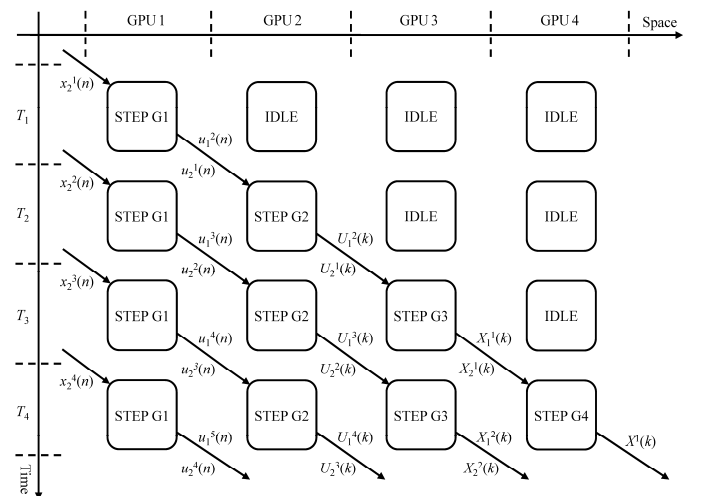 GPU 1 GPU 2 GPU 3 GPU 4 Space
x₂¹(n)
T₁ STEP G1 IDLE IDLE IDLE
u₁²(n)
u₂¹(n)
x₂²(n)
T₂ STEP G1 STEP G2 IDLE IDLE
u₁³(n) U₁²(k)
u₂²(n) U₂¹(k)
x₂³(n)
T₃ STEP G1 STEP G2 STEP G3 IDLE
u₁⁴(n) U₁³(k) X₁¹(k)
u₂³(n) U₂²(k) X₂¹(k)
x₂⁴(n)
T₄ STEP G1 STEP G2 STEP G3 STEP G4
u₁⁵(n) U₁⁴(k) X₁²(k) X¹(k)
u₂⁴(n) U₂³(k) X₂²(k)
Time